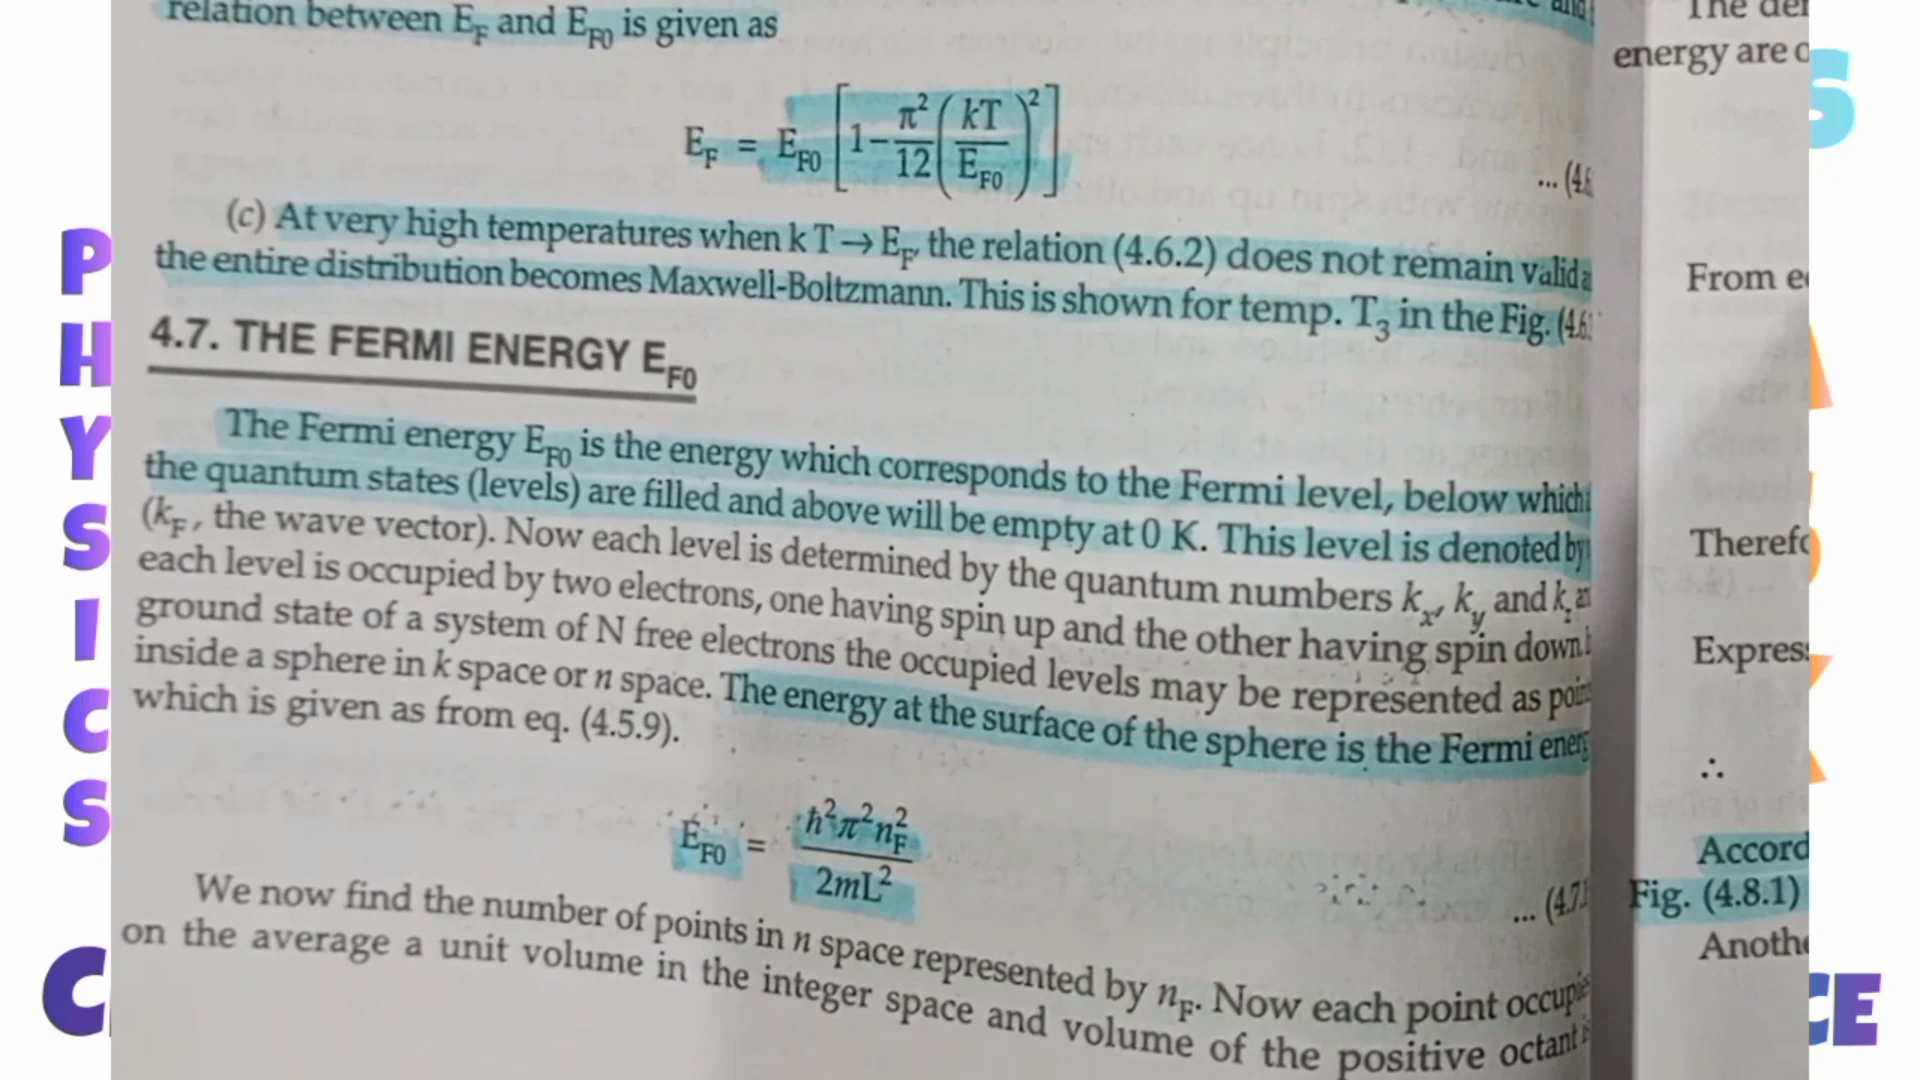 relation between E_F and E_F0 is given as
E_F = E_F0 [1 - π²/12 (kT/E_F0)²]
... (4.6
(c) At very high temperatures when k T → E_F, the relation (4.6.2) does not remain valid
the entire distribution becomes Maxwell-Boltzmann. This is shown for temp. T₃ in the Fig. (4.6.
4.7. THE FERMI ENERGY E_F0
The Fermi energy E_F0 is the energy which corresponds to the Fermi level, below which
the quantum states (levels) are filled and above will be empty at 0 K. This level is denoted by
(k_F, the wave vector). Now each level is determined by the quantum numbers k_x, k_y and k_z
each level is occupied by two electrons, one having spin up and the other having spin down
ground state of a system of N free electrons the occupied levels may be represented as
inside a sphere in k space or n space. The energy at the surface of the sphere is the Fermi
which is given as from eq. (4.5.9).
E_F0 = ħ²π²n_F²/2mL²
... (4.7.
We now find the number of points in n space represented by n_F. Now each point
on the average a unit volume in the integer space and volume of the positive octant
energy are
From
∴
Fig. (4.8.1)
PHYSICS
C
S
CE